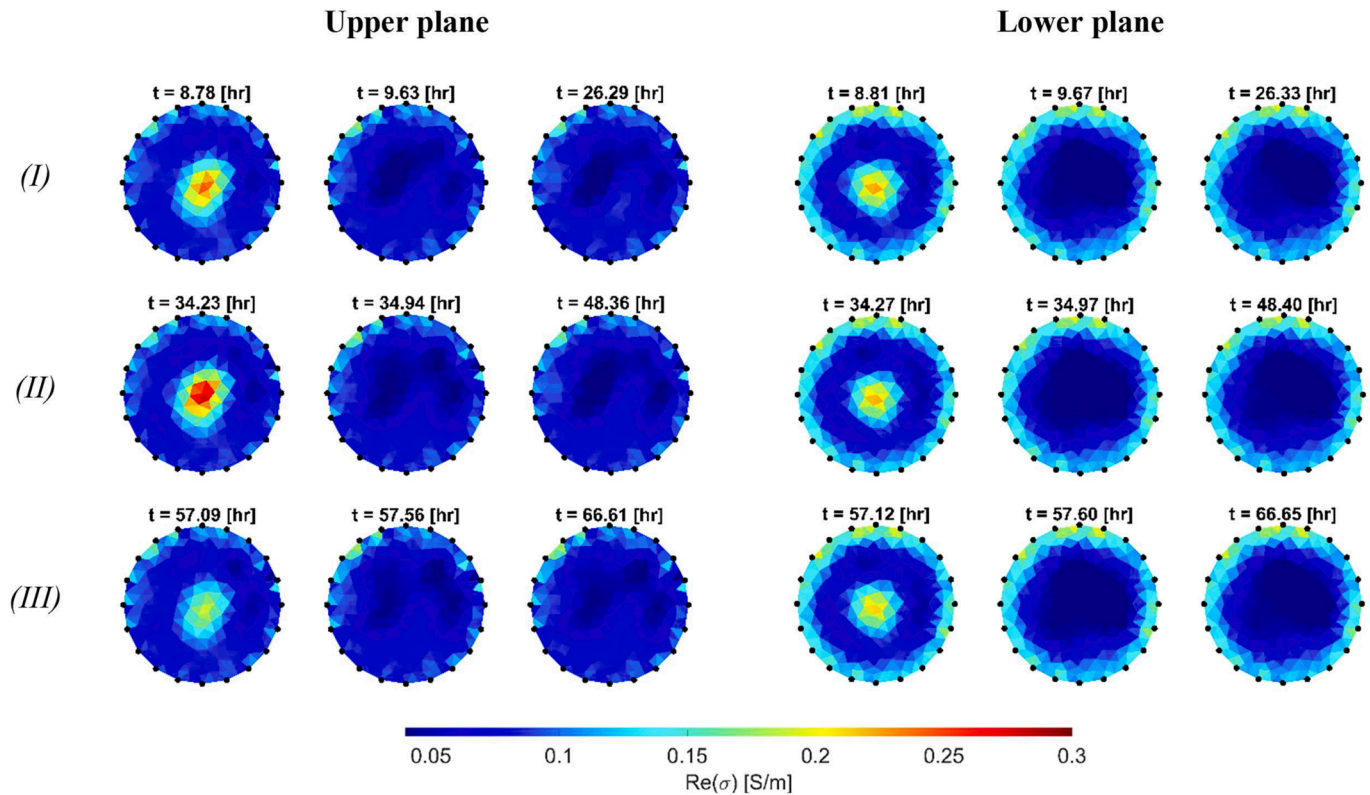 Upper plane Lower plane
t = 8.78 [hr] t = 9.63 [hr] t = 26.29 [hr] t = 8.81 [hr] t = 9.67 [hr] t = 26.33 [hr]
(I)
t = 34.23 [hr] t = 34.94 [hr] t = 48.36 [hr] t = 34.27 [hr] t = 34.97 [hr] t = 48.40 [hr]
(II)
t = 57.09 [hr] t = 57.56 [hr] t = 66.61 [hr] t = 57.12 [hr] t = 57.60 [hr] t = 66.65 [hr]
(III)
0.05 0.1 0.15 0.2 0.25 0.3
Re(σ) [S/m]